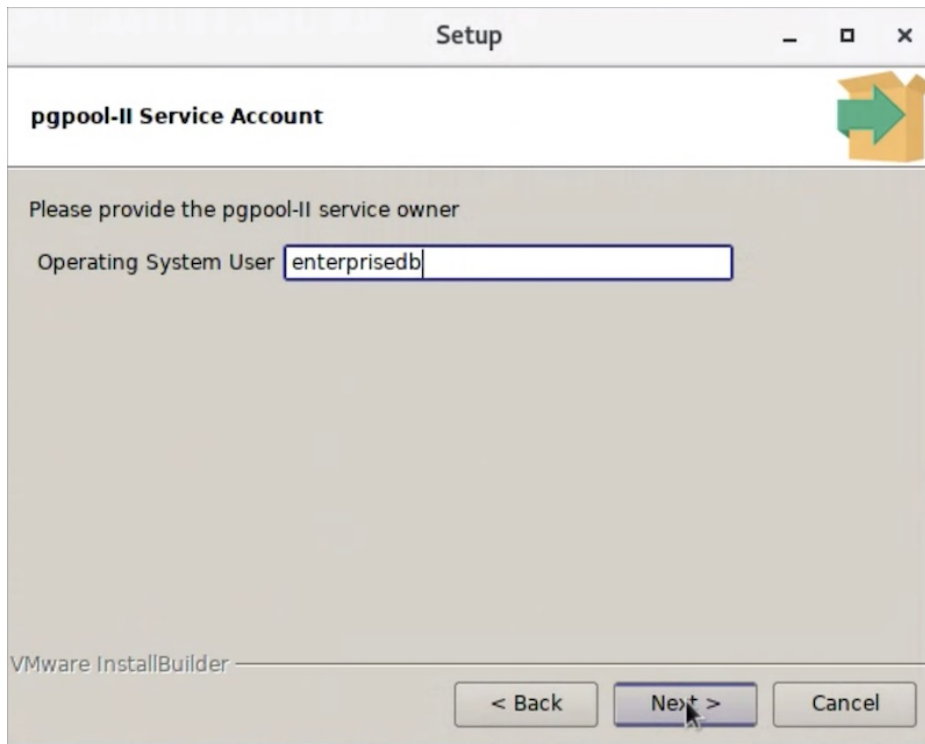 Setup
pgpool-II Service Account
Please provide the pgpool-II service owner
Operating System User enterprisedb
VMware InstallBuilder
< Back Next > Cancel